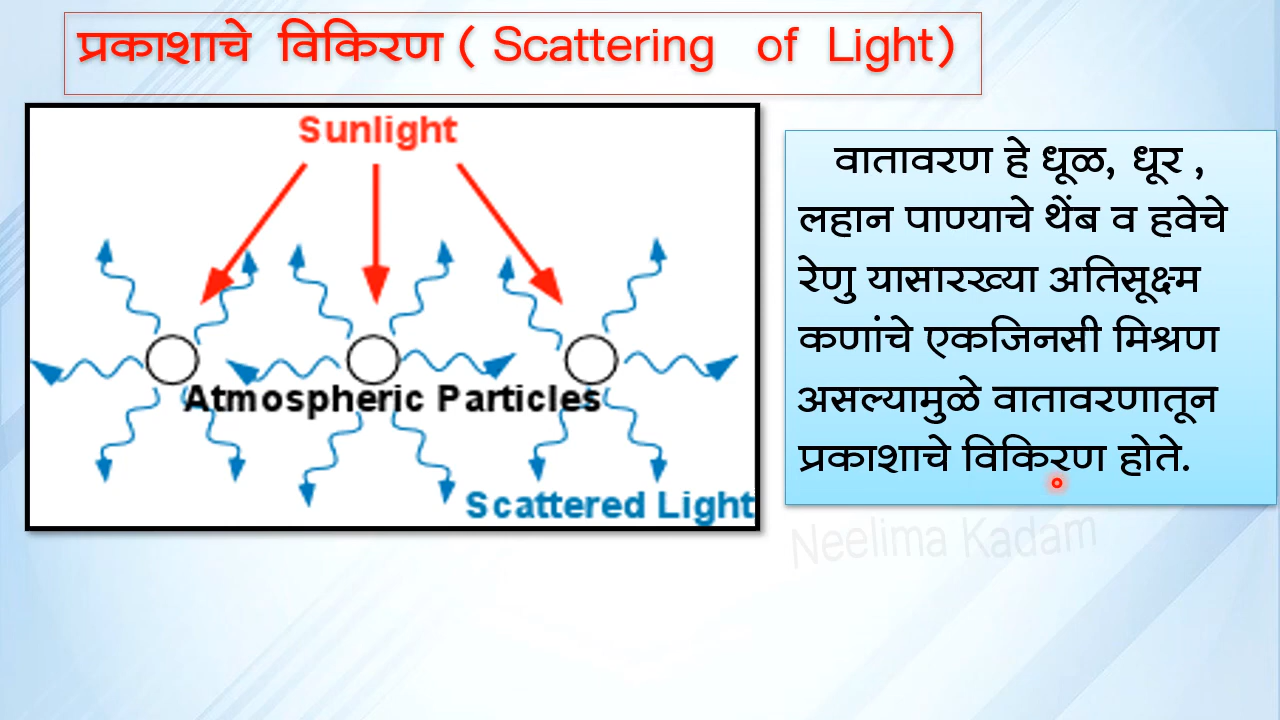 प्रकाशाचे विकिरण ( Scattering of Light)
Sunlight
Atmospheric Particles
Scattered Light
वातावरण हे धूळ, धूर ,
लहान पाण्याचे थेंब व हवेचे
रेणु यासारख्या अतिसूक्ष्म
कणांचे एकजिनसी मिश्रण
असल्यामुळे वातावरणातून
प्रकाशाचे विकिरण होते.
Neelima Kadam